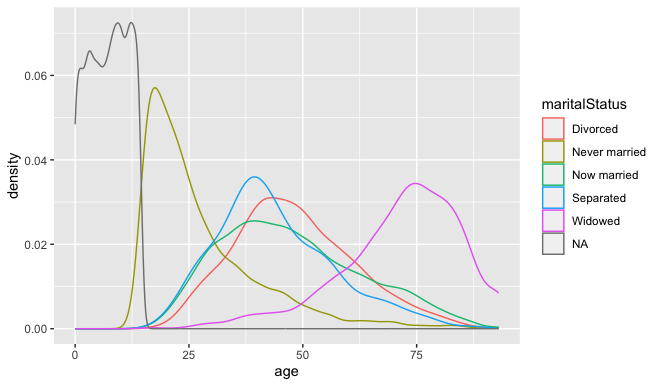 0.06
0.04
0.02
0.00
density
0
25
50
75
age
maritalStatus
Divorced
Never married
Now married
Separated
Widowed
NA